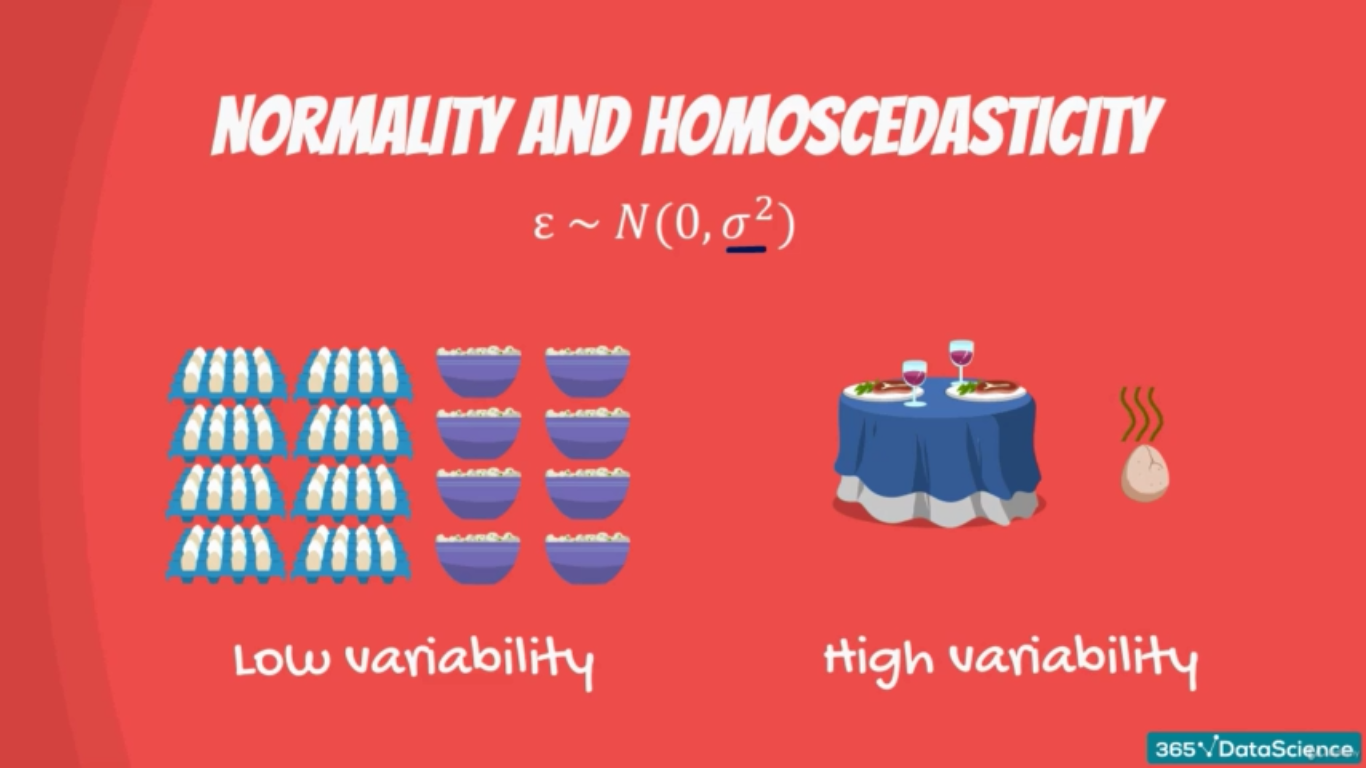 NORMALITY AND HOMOSCEDASTICITY
ε ~ N(0, σ²)
Low variability High variability
365 DataScience